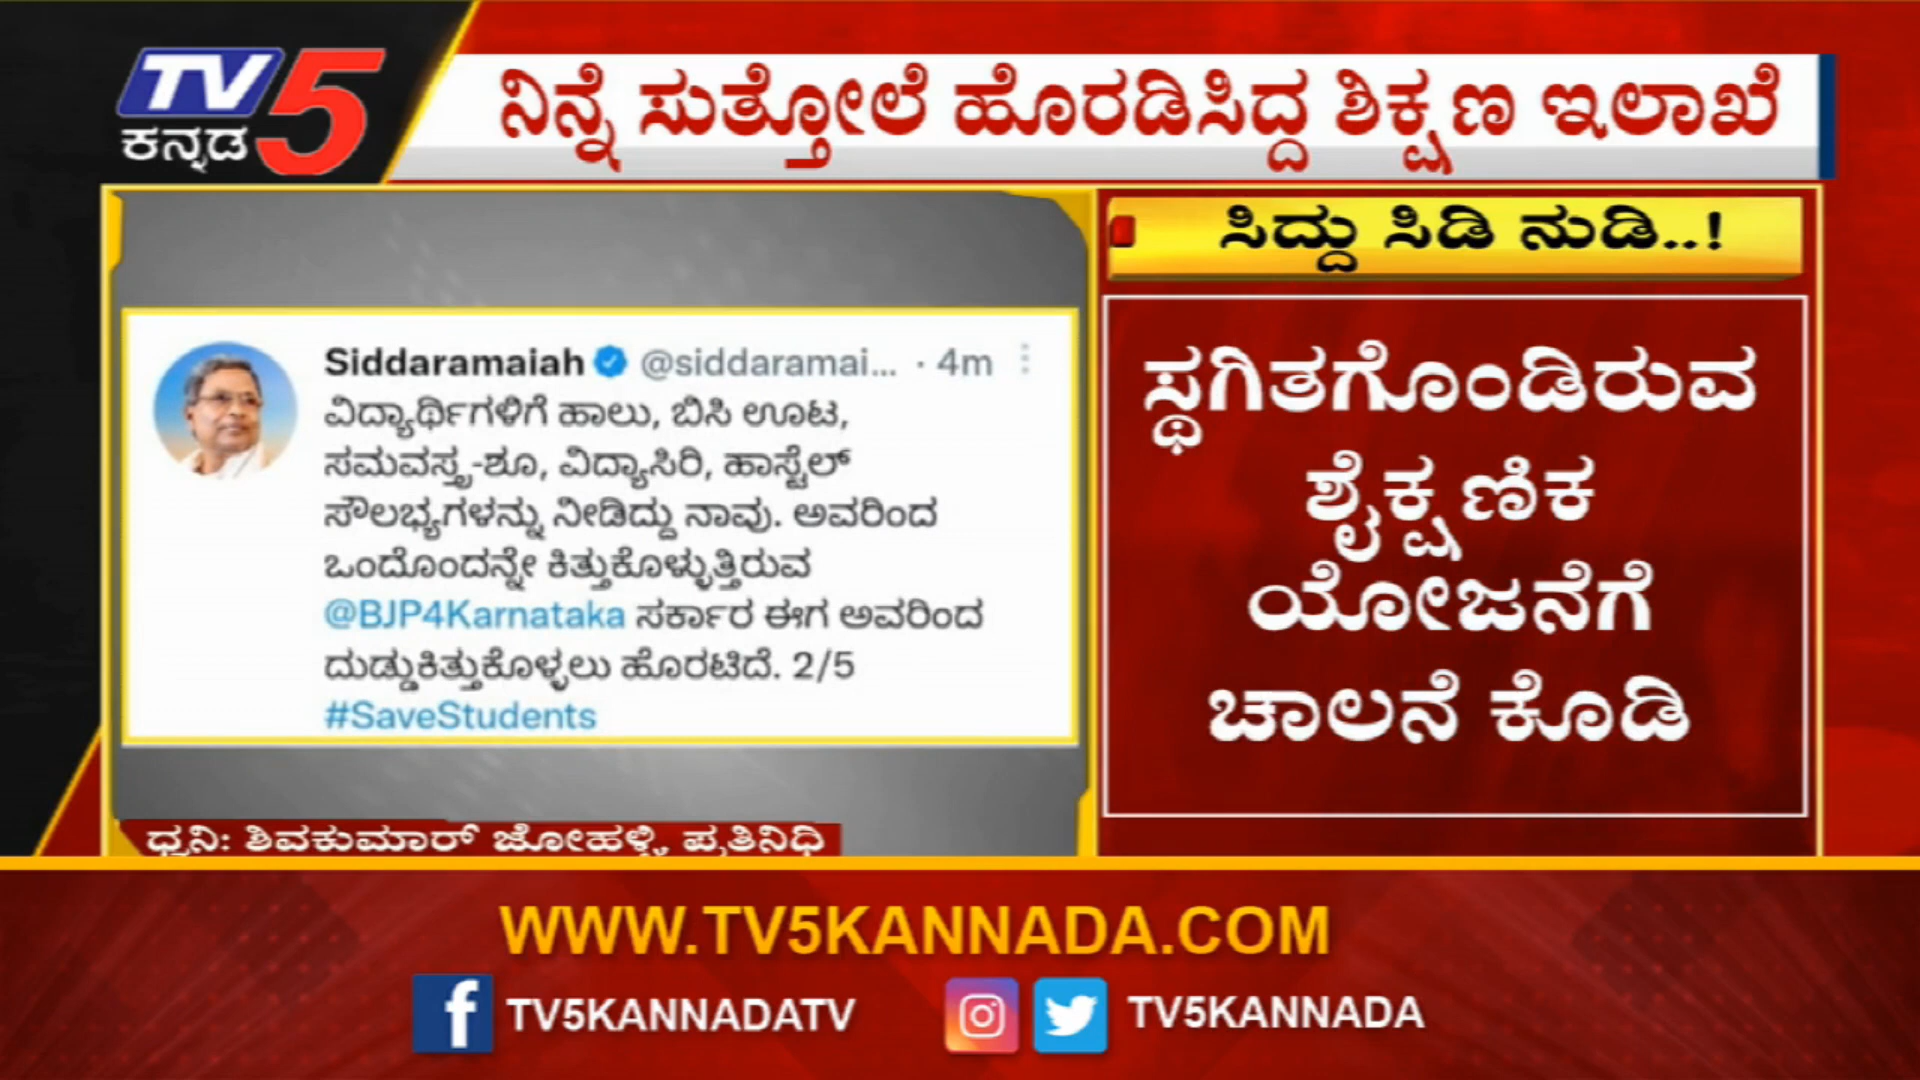 TV5
ಕನ್ನಡ
ನಿನ್ನೆ ಸುತ್ತೋಲೆ ಹೊರಡಿಸಿದ್ದ ಶಿಕ್ಷಣ ಇಲಾಖೆ
Siddaramaiah @siddaramai... · 4m
ವಿದ್ಯಾರ್ಥಿಗಳಿಗೆ ಹಾಲು, ಬಿಸಿ ಊಟ,
ಸಮವಸ್ತ್ರ-ಶೂ, ವಿದ್ಯಾಸಿರಿ, ಹಾಸ್ಟೆಲ್
ಸೌಲಭ್ಯಗಳನ್ನು ನೀಡಿದ್ದು ನಾವು. ಅವರಿಂದ
ಒಂದೊಂದನ್ನೇ ಕಿತ್ತುಕೊಳ್ಳುತ್ತಿರುವ
@BJP4Karnataka ಸರ್ಕಾರ ಈಗ ಅವರಿಂದ
ದುಡ್ಡುಕಿತ್ತುಕೊಳ್ಳಲು ಹೊರಟಿದೆ. 2/5
#SaveStudents
ಧ್ವನಿ: ಶಿವಕುಮಾರ್ ಜೋಹಳ್ಳಿ, ಪ್ರತಿನಿಧಿ
ಸಿದ್ದು ಸಿಡಿ ನುಡಿ..!
ಸ್ಥಗಿತಗೊಂಡಿರುವ
ಶೈಕ್ಷಣಿಕ
ಯೋಜನೆಗೆ
ಚಾಲನೆ ಕೊಡಿ
WWW.TV5KANNADA.COM
TV5KANNADATV
TV5KANNADA